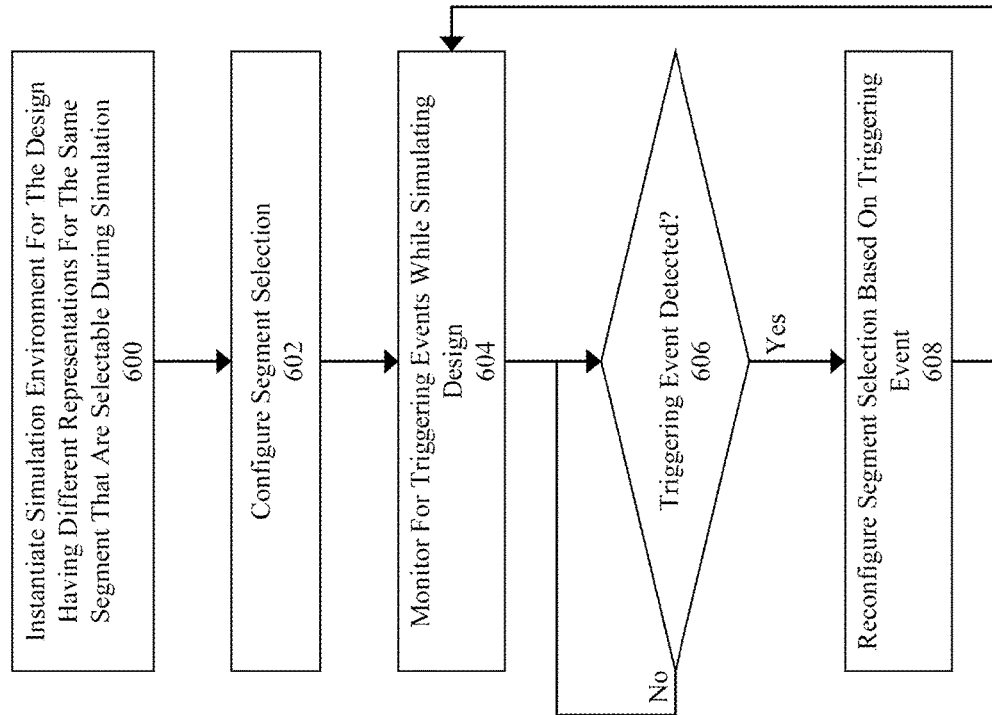 Instantiate Simulation Environment For The Design
Having Different Representations For The Same
Segment That Are Selectable During Simulation
600
Configure Segment Selection
602
Monitor For Triggering Events While Simulating
Design
604
Triggering Event Detected?
606
No
Yes
Reconfigure Segment Selection Based On Triggering
Event
608